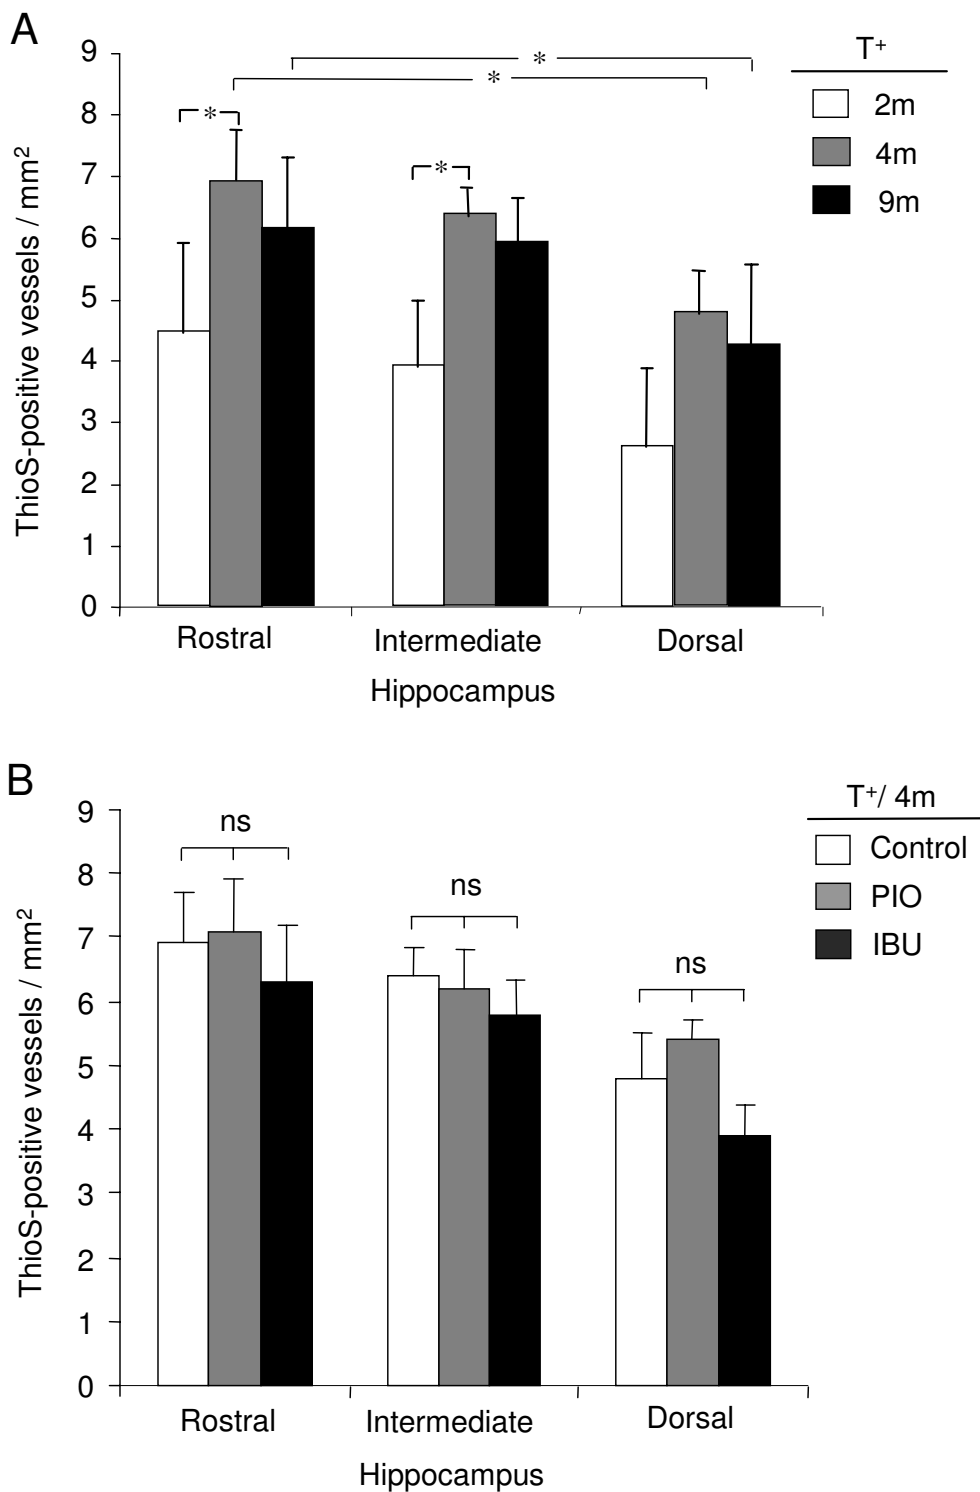 A
T⁺
2m
4m
9m
ThioS-positive vessels / mm²
9
8
7
6
5
4
3
2
1
0
*
*
*
*
Rostral Intermediate Dorsal
Hippocampus
B
T⁺/ 4m
Control
PIO
IBU
ThioS-positive vessels / mm²
9
8
7
6
5
4
3
2
1
0
ns
ns
ns
Rostral Intermediate Dorsal
Hippocampus